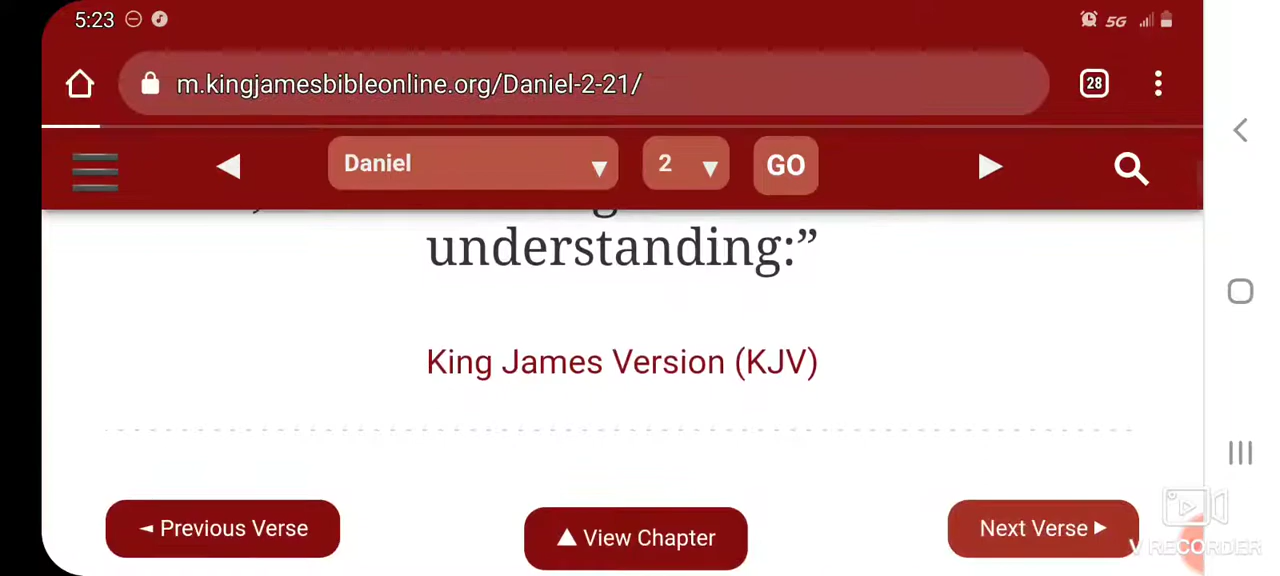 5:23 5G
m.kingjamesbibleonline.org/Daniel-2-21/ 28
Daniel 2 GO
understanding:”
King James Version (KJV)
◄ Previous Verse ▲ View Chapter Next Verse ►
V RECORDER